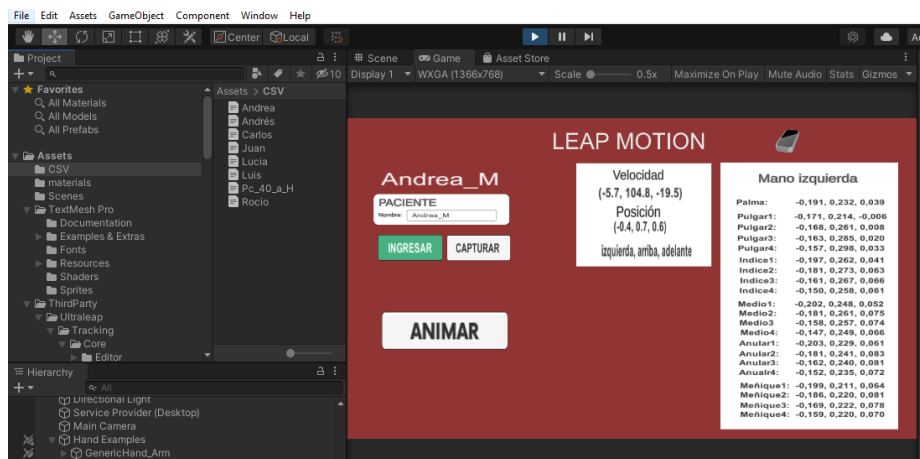 File Edit Assets GameObject Component Window Help
Center Local
Project
10
Favorites
All Materials
All Models
All Prefabs
Assets
CSV
materials
Scenes
TextMesh Pro
Documentation
Examples & Extras
Fonts
Resources
Shaders
Sprites
ThirdParty
Ultraleap
Tracking
Core
Editor
Assets > CSV
Andrea
Andrés
Carlos
Juan
Lucia
Luis
Pc_40_a_H
Rocio
Hierarchy
All
Directional Light
Service Provider (Desktop)
Main Camera
Hand Examples
GenericHand_Arm
Scene Game Asset Store
Display 1 WXGA (1366x768) Scale 0.5x Maximize On Play Mute Audio Stats Gizmos
LEAP MOTION
Andrea_M
PACIENTE
Nombre: Andrea_M
INGRESAR CAPTURAR
ANIMAR
Velocidad
(-5.7, 104.8, -19.5)
Posición
(-0.4, 0.7, 0.6)
izquierda, arriba, adelante
Mano izquierda
Palma: -0,191, 0,232, 0,039
Pulgar1: -0,171, 0,214, -0,006
Pulgar2: -0,168, 0,261, 0,008
Pulgar3: -0,163, 0,285, 0,020
Pulgar4: -0,157, 0,298, 0,033
Indice1: -0,197, 0,262, 0,041
Indice2: -0,181, 0,273, 0,063
Indice3: -0,161, 0,267, 0,066
Indice4: -0,150, 0,258, 0,061
Medio1: -0,202, 0,248, 0,052
Medio2: -0,181, 0,261, 0,075
Medio3 -0,158, 0,257, 0,074
Medio4: -0,147, 0,249, 0,066
Anular1: -0,203, 0,229, 0,061
Anular2: -0,181, 0,241, 0,083
Anular3: -0,162, 0,240, 0,081
Anualr4: -0,152, 0,235, 0,072
Meñique1: -0,199, 0,211, 0,064
Meñique2: -0,186, 0,220, 0,081
Meñique3: -0,169, 0,222, 0,078
Meñique4: -0,159, 0,220, 0,070